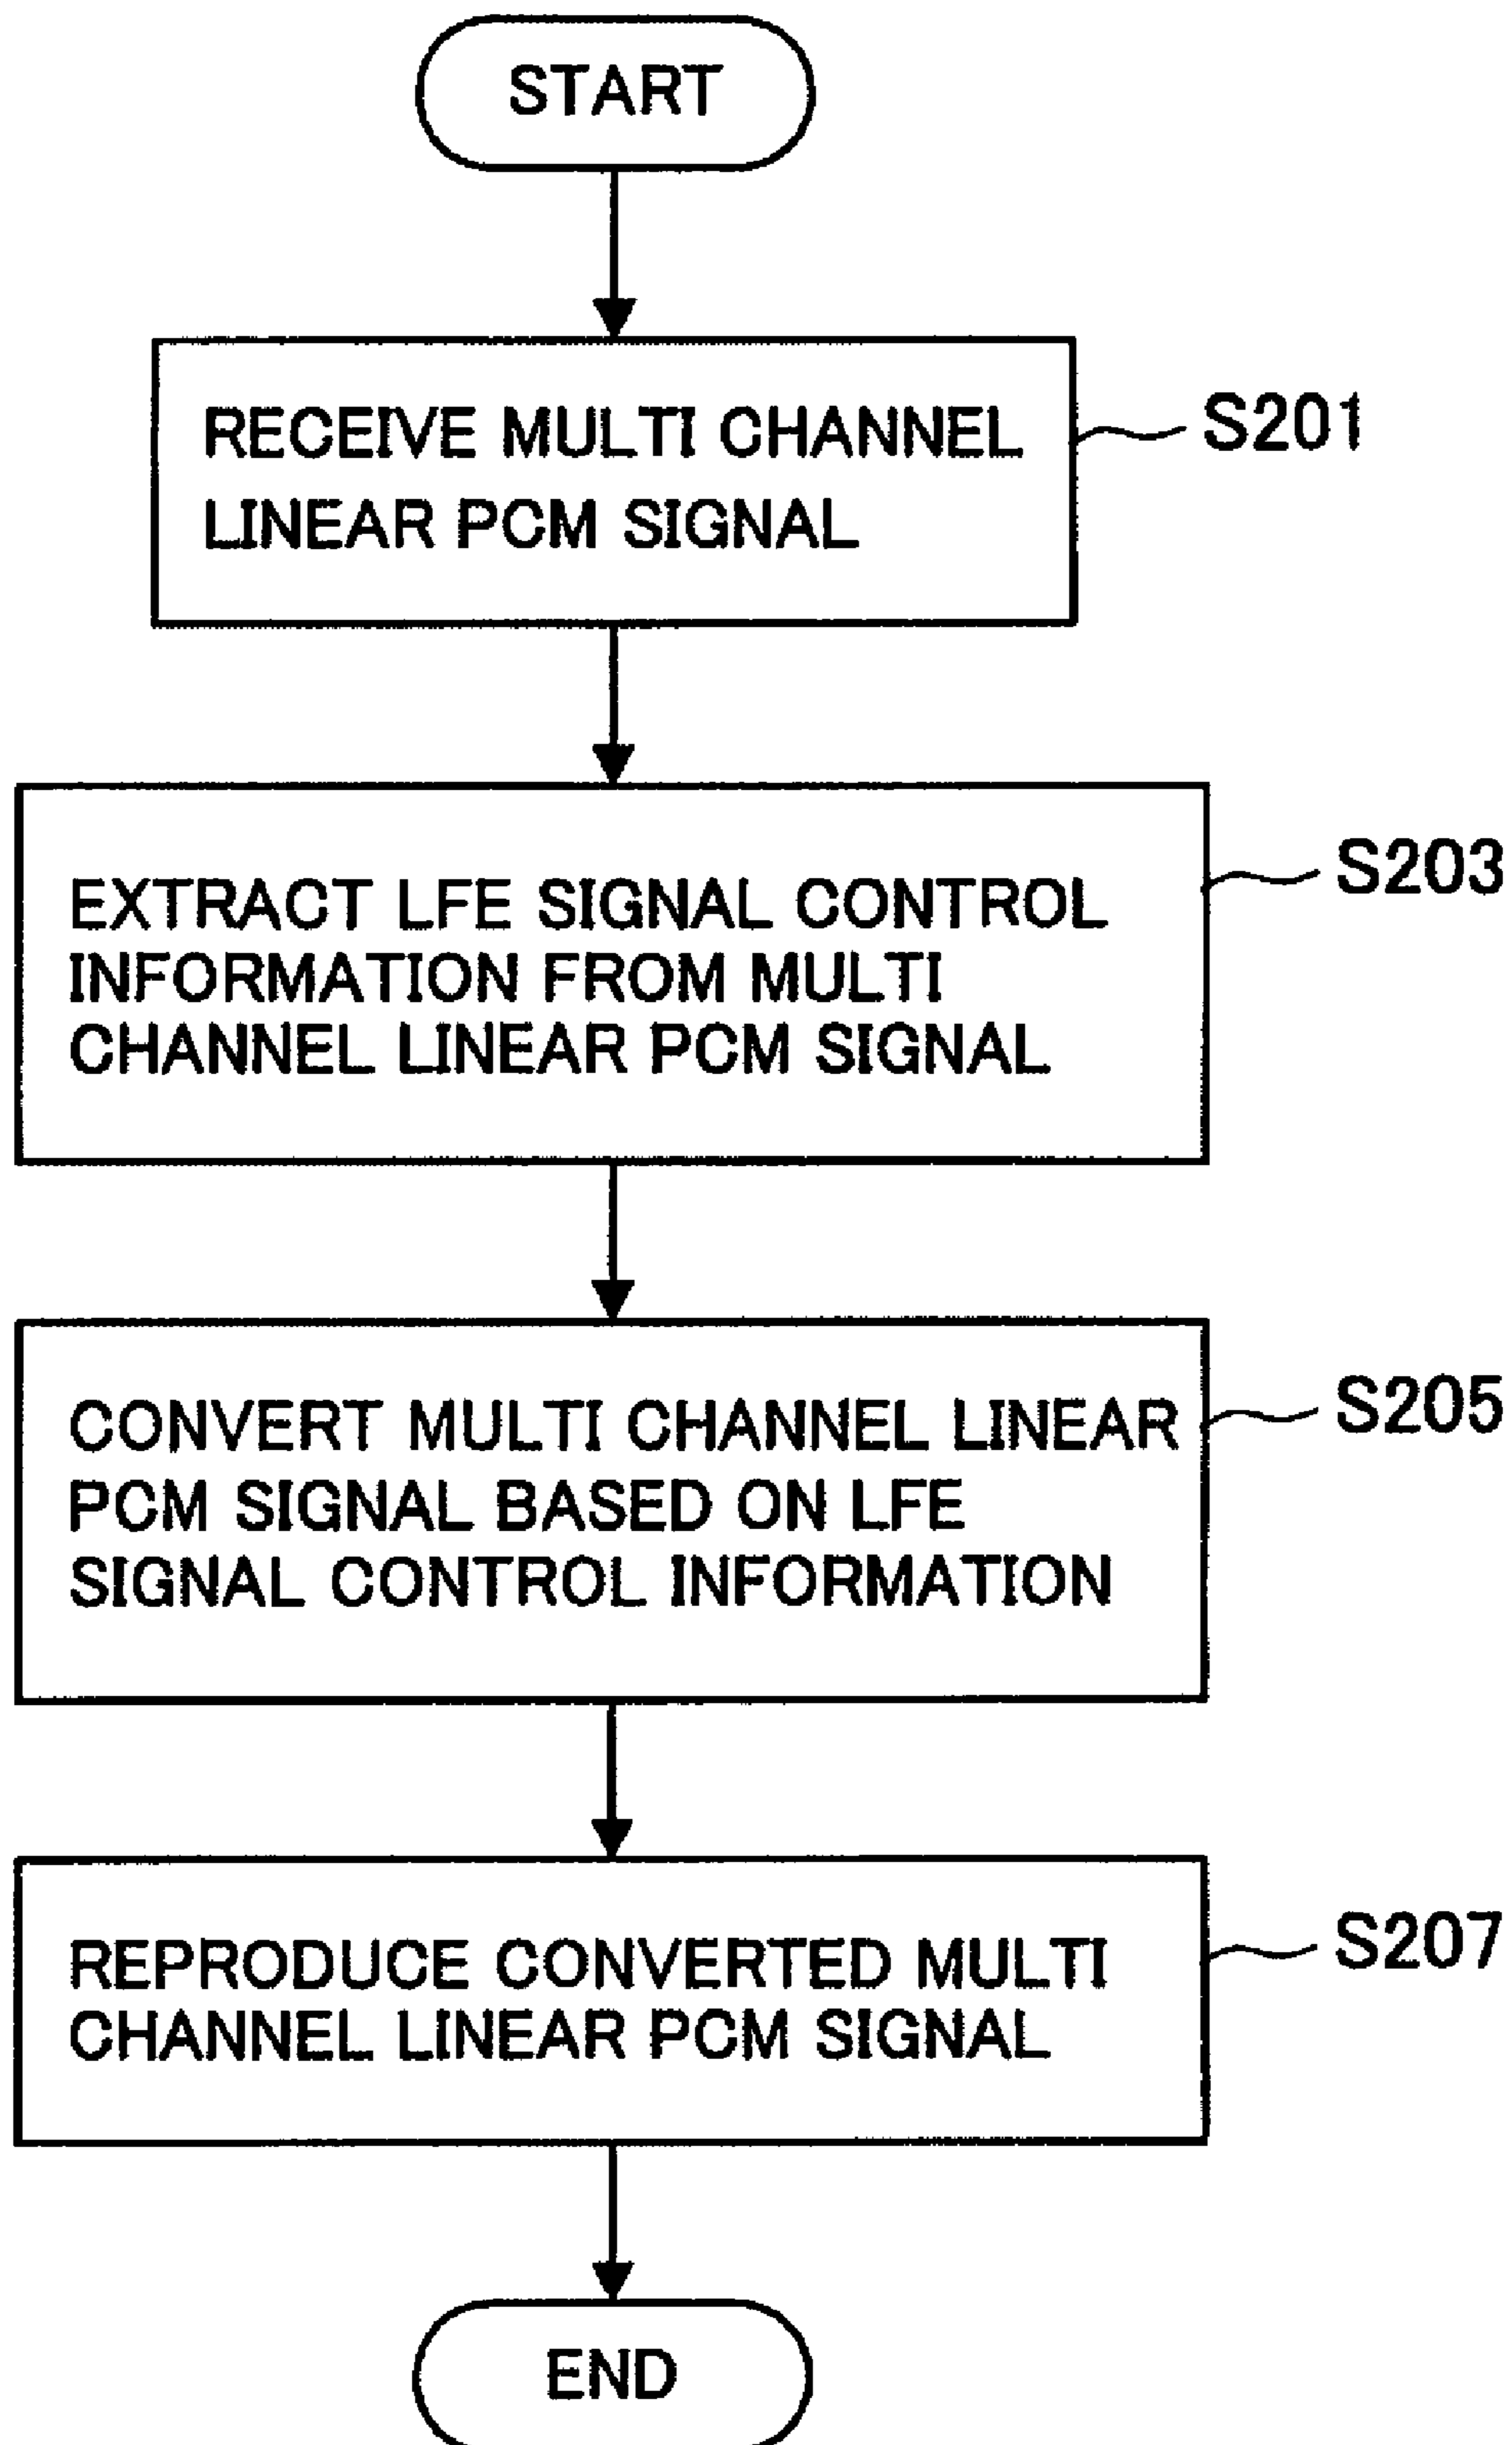 START
RECEIVE MULTI CHANNEL
LINEAR PCM SIGNAL
S201
EXTRACT LFE SIGNAL CONTROL
INFORMATION FROM MULTI
CHANNEL LINEAR PCM SIGNAL
S203
CONVERT MULTI CHANNEL LINEAR
PCM SIGNAL BASED ON LFE
SIGNAL CONTROL INFORMATION
S205
REPRODUCE CONVERTED MULTI
CHANNEL LINEAR PCM SIGNAL
S207
END